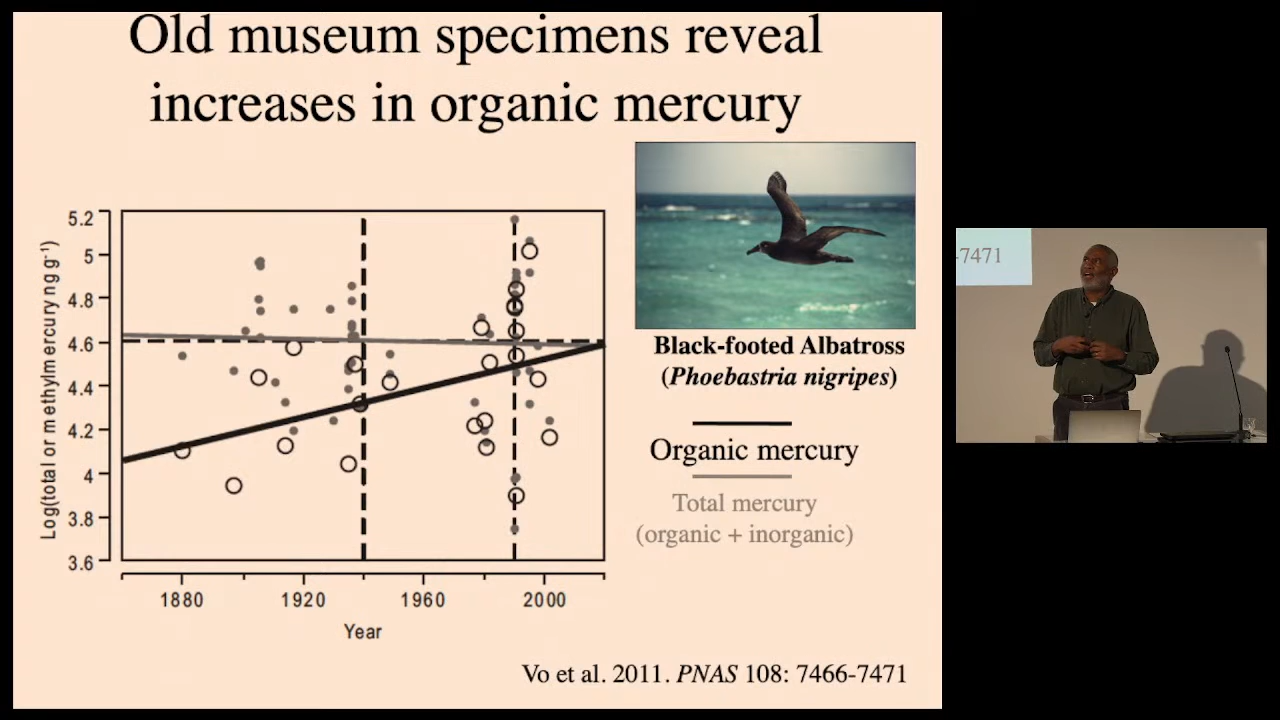 Old museum specimens reveal
increases in organic mercury
Log(total or methylmercury ng g⁻¹)
5.2
5
4.8
4.6
4.4
4.2
4
3.8
3.6
1880
1920
1960
2000
Year
Black-footed Albatross
(Phoebastria nigripes)
Organic mercury
Total mercury
(organic + inorganic)
Vo et al. 2011. PNAS 108: 7466-7471
-7471